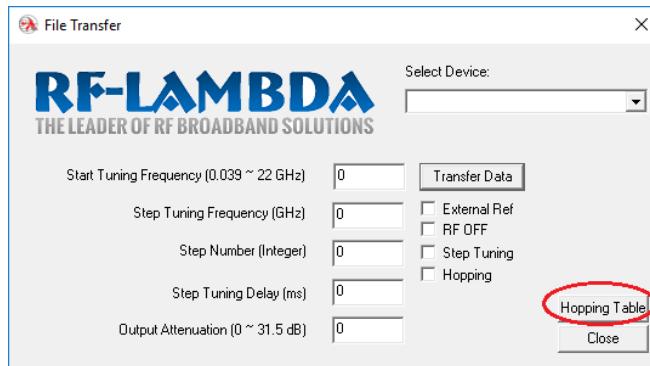 File Transfer
RF-LAMBDA
THE LEADER OF RF BROADBAND SOLUTIONS
Select Device:
Start Tuning Frequency (0.039 ~ 22 GHz) 0 Transfer Data
Step Tuning Frequency (GHz) 0 External Ref
RF OFF
Step Number (Integer) 0 Step Tuning
Hopping
Step Tuning Delay (ms) 0
Hopping Table
Output Attenuation (0 ~ 31.5 dB) 0
Close